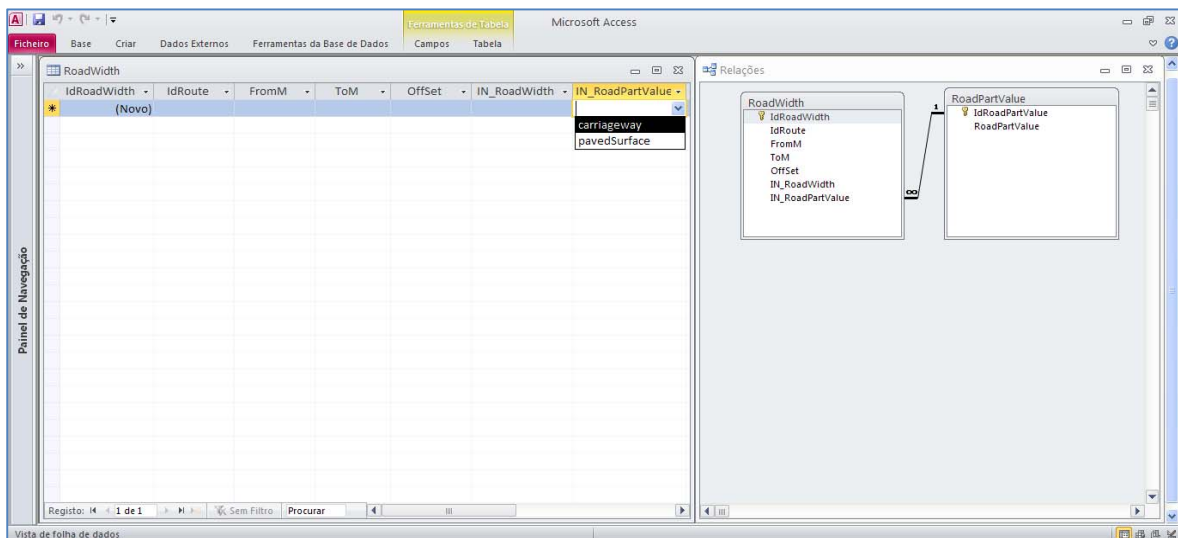 A
Ferramentas de Tabela
Microsoft Access
Ficheiro Base Criar Dados Externos Ferramentas da Base de Dados Campos Tabela
RoadWidth
IdRoadWidth IdRoute FromM ToM OffSet IN_RoadWidth IN_RoadPartValue
(Novo)
carriageway
pavedSurface
Painel de Navegação
Registo: 1 de 1 Sem Filtro Procurar
Relações
RoadWidth
IdRoadWidth
IdRoute
FromM
ToM
OffSet
IN_RoadWidth
IN_RoadPartValue
1
∞
RoadPartValue
IdRoadPartValue
RoadPartValue
Vista de folha de dados